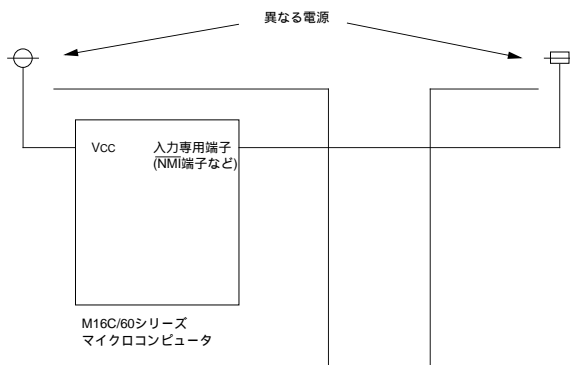 異なる電源
Vcc
入力専用端子
(NMI端子など)
M16C/60シリーズ
マイクロコンピュータ